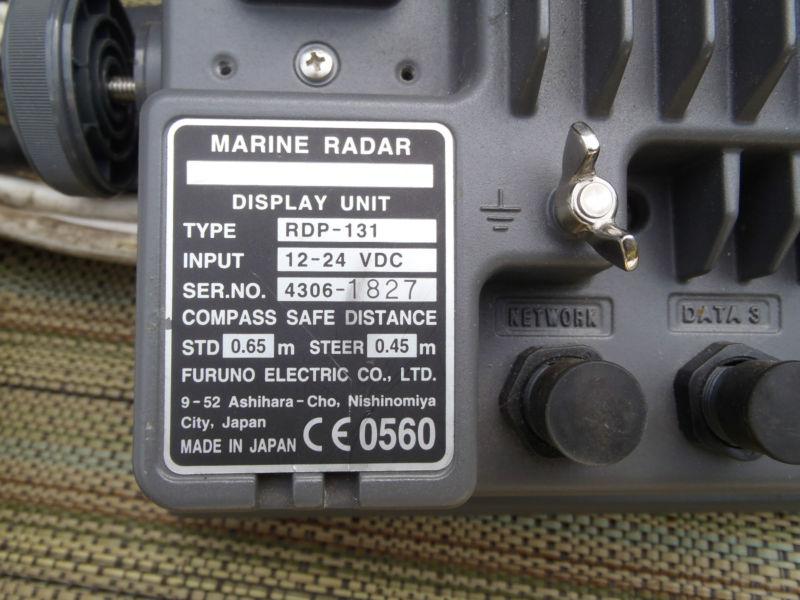 MARINE RADAR
DISPLAY UNIT
TYPE RDP-131
INPUT 12-24 VDC
SER.NO. 4306-1827
COMPASS SAFE DISTANCE
STD 0.65 m STEER 0.45 m
FURUNO ELECTRIC CO., LTD.
9-52 Ashihara-Cho, Nishinomiya
City, Japan
MADE IN JAPAN CE 0560
NETWORK
DATA 3